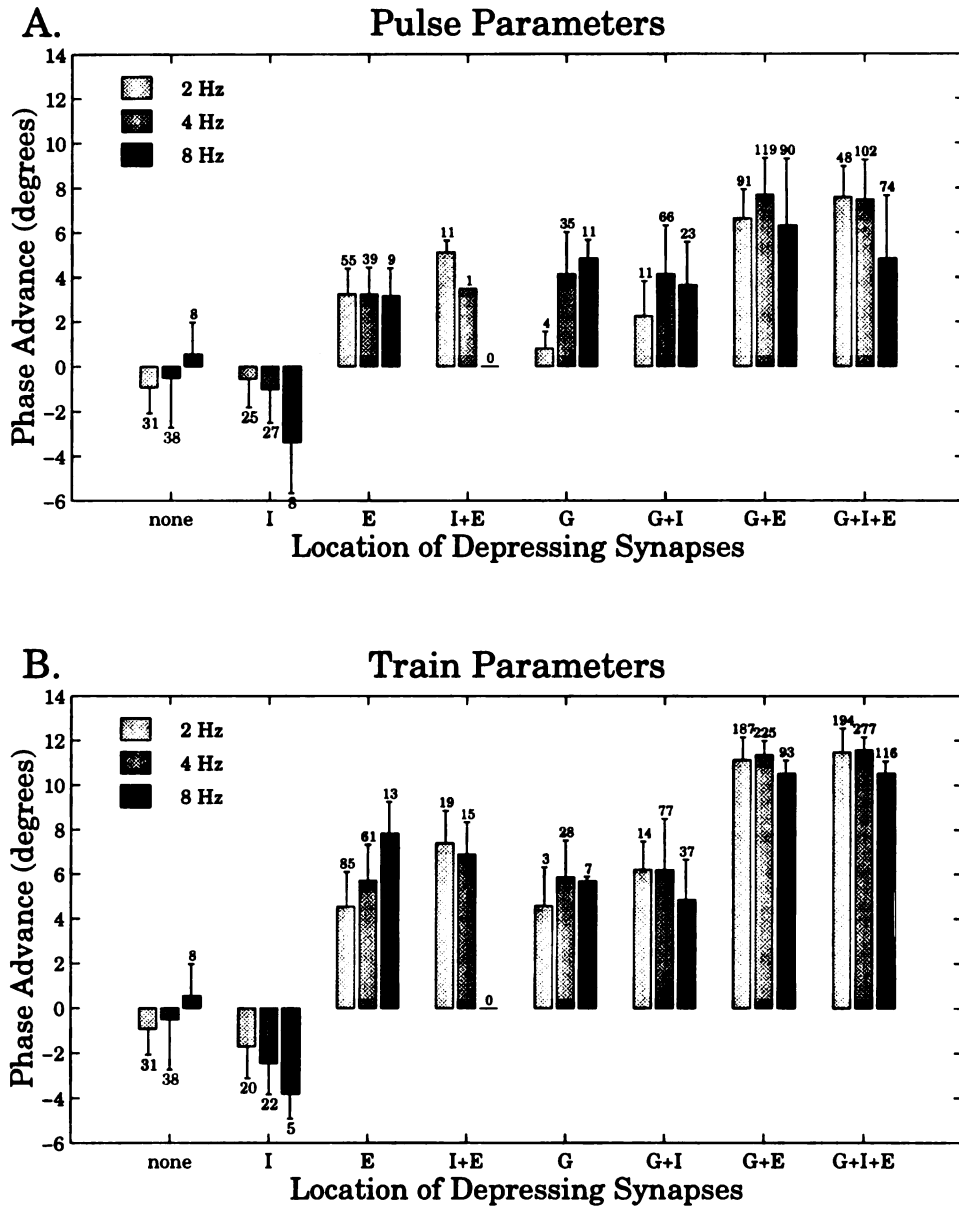 A.
Pulse Parameters
Phase Advance (degrees)
14
12
10
8
6
4
2
0
−2
−4
−6
2 Hz
4 Hz
8 Hz
31 38 8
25 27 8
55 39 9
11 1 0
4 35 11
11 66 23
91 119 90
48 102 74
none I E I+E G G+I G+E G+I+E
Location of Depressing Synapses
B.
Train Parameters
Phase Advance (degrees)
14
12
10
8
6
4
2
0
−2
−4
−6
2 Hz
4 Hz
8 Hz
31 38 8
20 22 5
85 61 13
19 15 0
3 28 7
14 77 37
187 225 93
194 277 116
none I E I+E G G+I G+E G+I+E
Location of Depressing Synapses